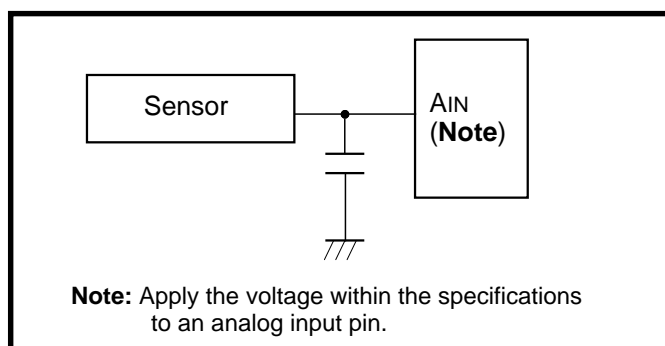 Sensor
AIN
(Note)
Note: Apply the voltage within the specifications
to an analog input pin.